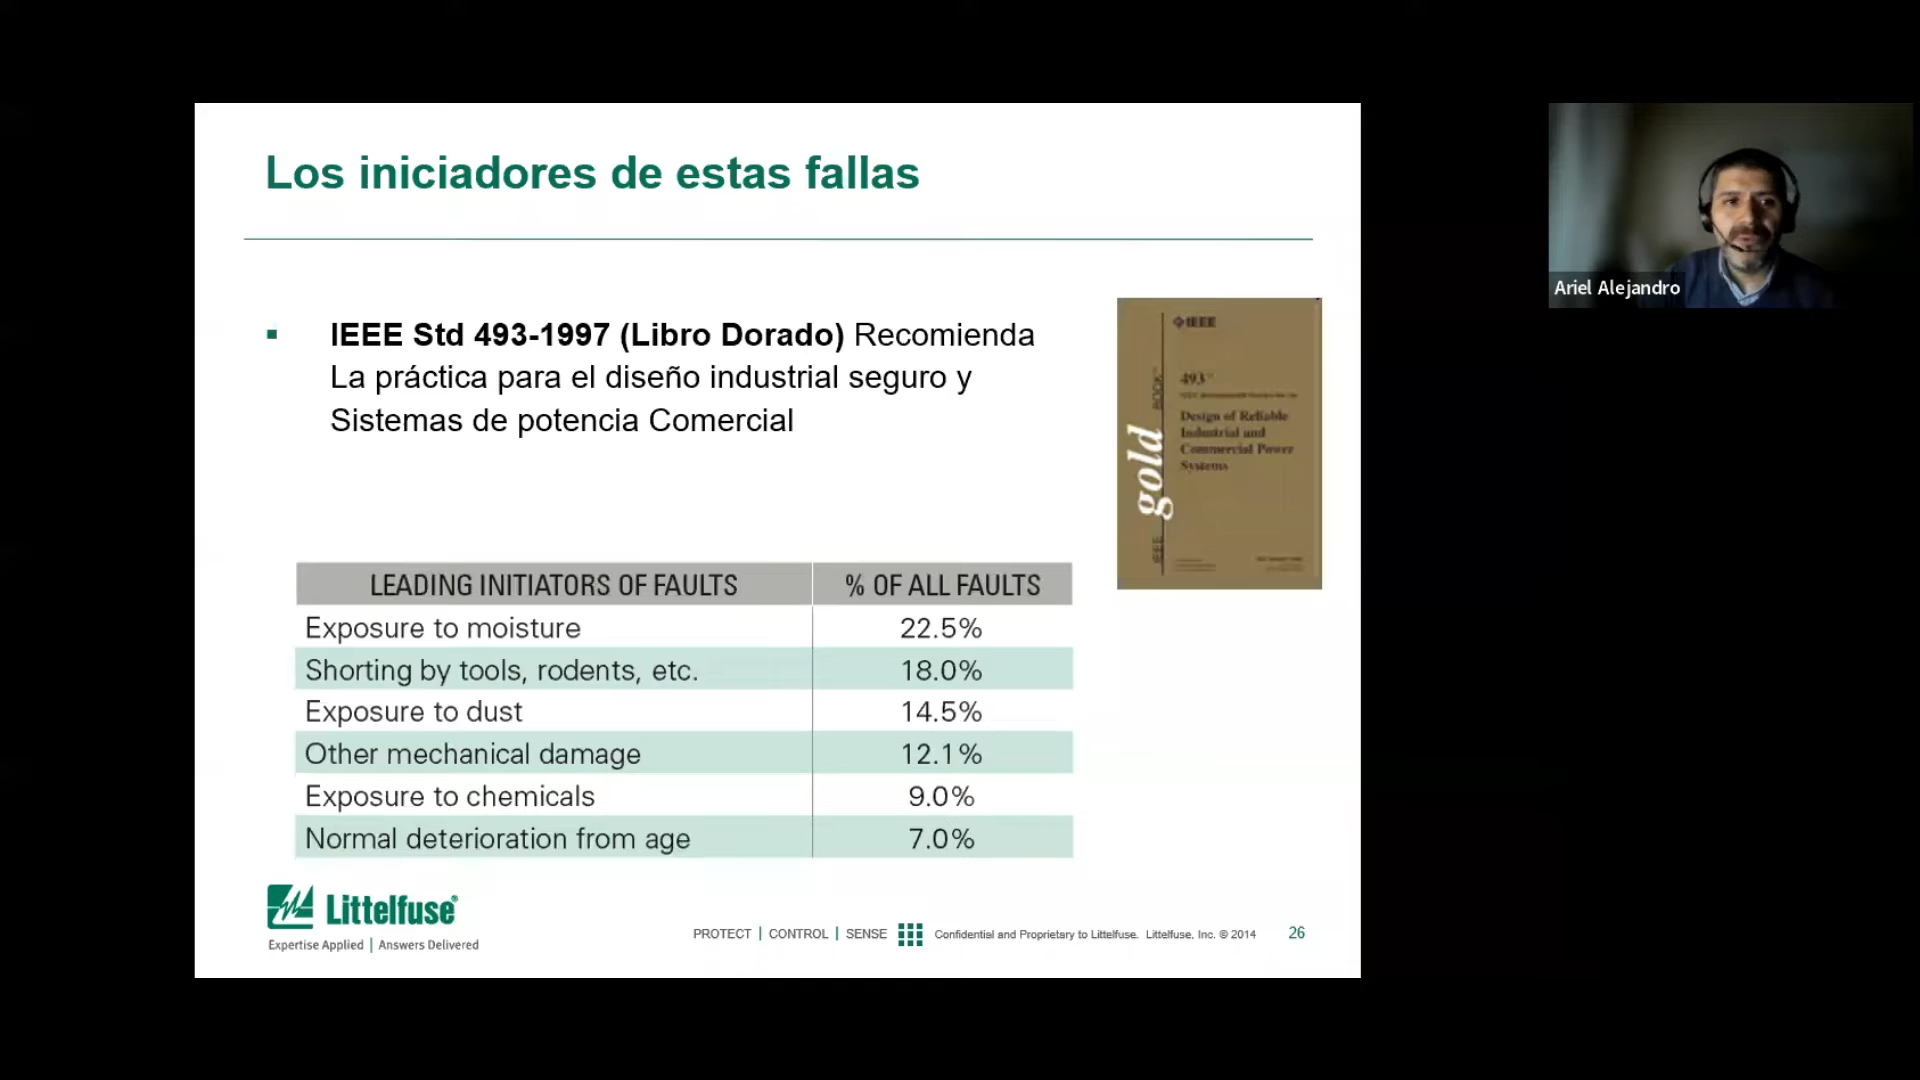 Los iniciadores de estas fallas
IEEE Std 493-1997 (Libro Dorado) Recomienda
La práctica para el diseño industrial seguro y
Sistemas de potencia Comercial
IEEE
493
Design of Reliable
Industrial and
Commercial Power
Systems
IEEE gold BOOK
LEADING INITIATORS OF FAULTS % OF ALL FAULTS
Exposure to moisture 22.5%
Shorting by tools, rodents, etc. 18.0%
Exposure to dust 14.5%
Other mechanical damage 12.1%
Exposure to chemicals 9.0%
Normal deterioration from age 7.0%
Littelfuse®
Expertise Applied | Answers Delivered
PROTECT | CONTROL | SENSE Confidential and Proprietary to Littelfuse. Littelfuse, Inc. © 2014 26
Ariel Alejandro